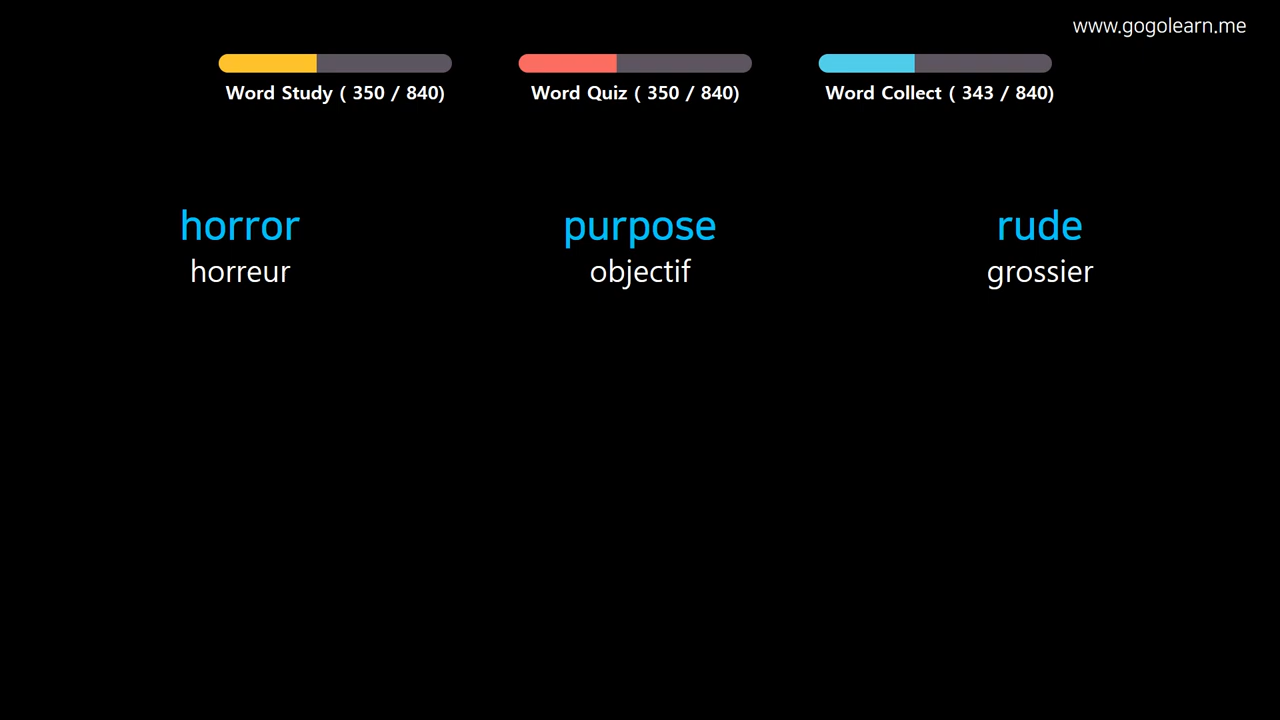 www.gogolearn.me
Word Study ( 350 / 840)
Word Quiz ( 350 / 840)
Word Collect ( 343 / 840)
horror
horreur
purpose
objectif
rude
grossier